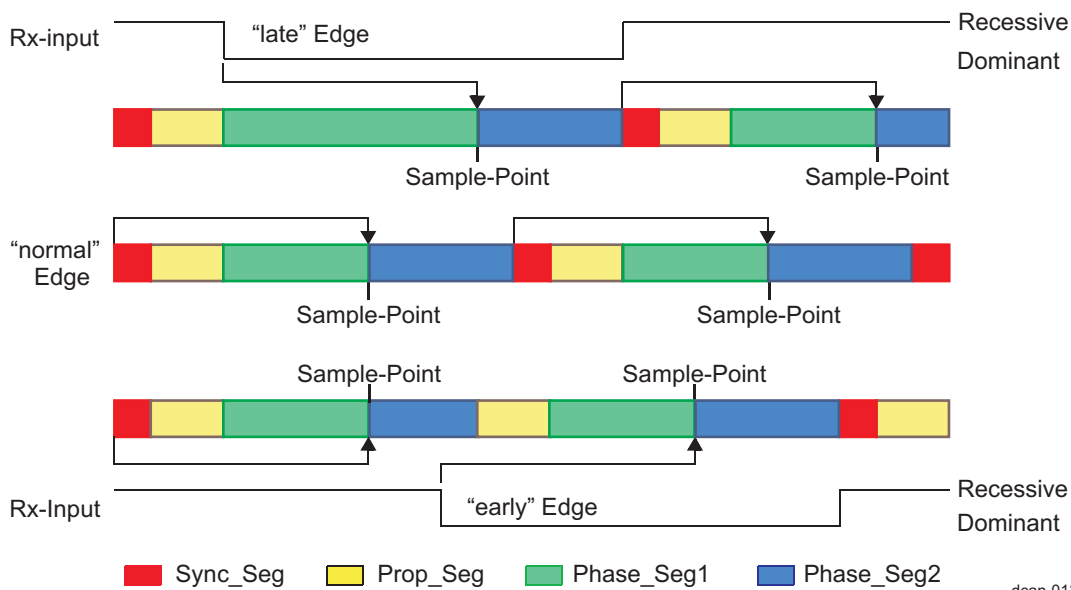 Rx-input
“late” Edge
Recessive
Dominant
Sample-Point
Sample-Point
“normal”
Edge
Sample-Point
Sample-Point
Sample-Point
Sample-Point
Rx-Input
“early” Edge
Recessive
Dominant
Sync_Seg
Prop_Seg
Phase_Seg1
Phase_Seg2